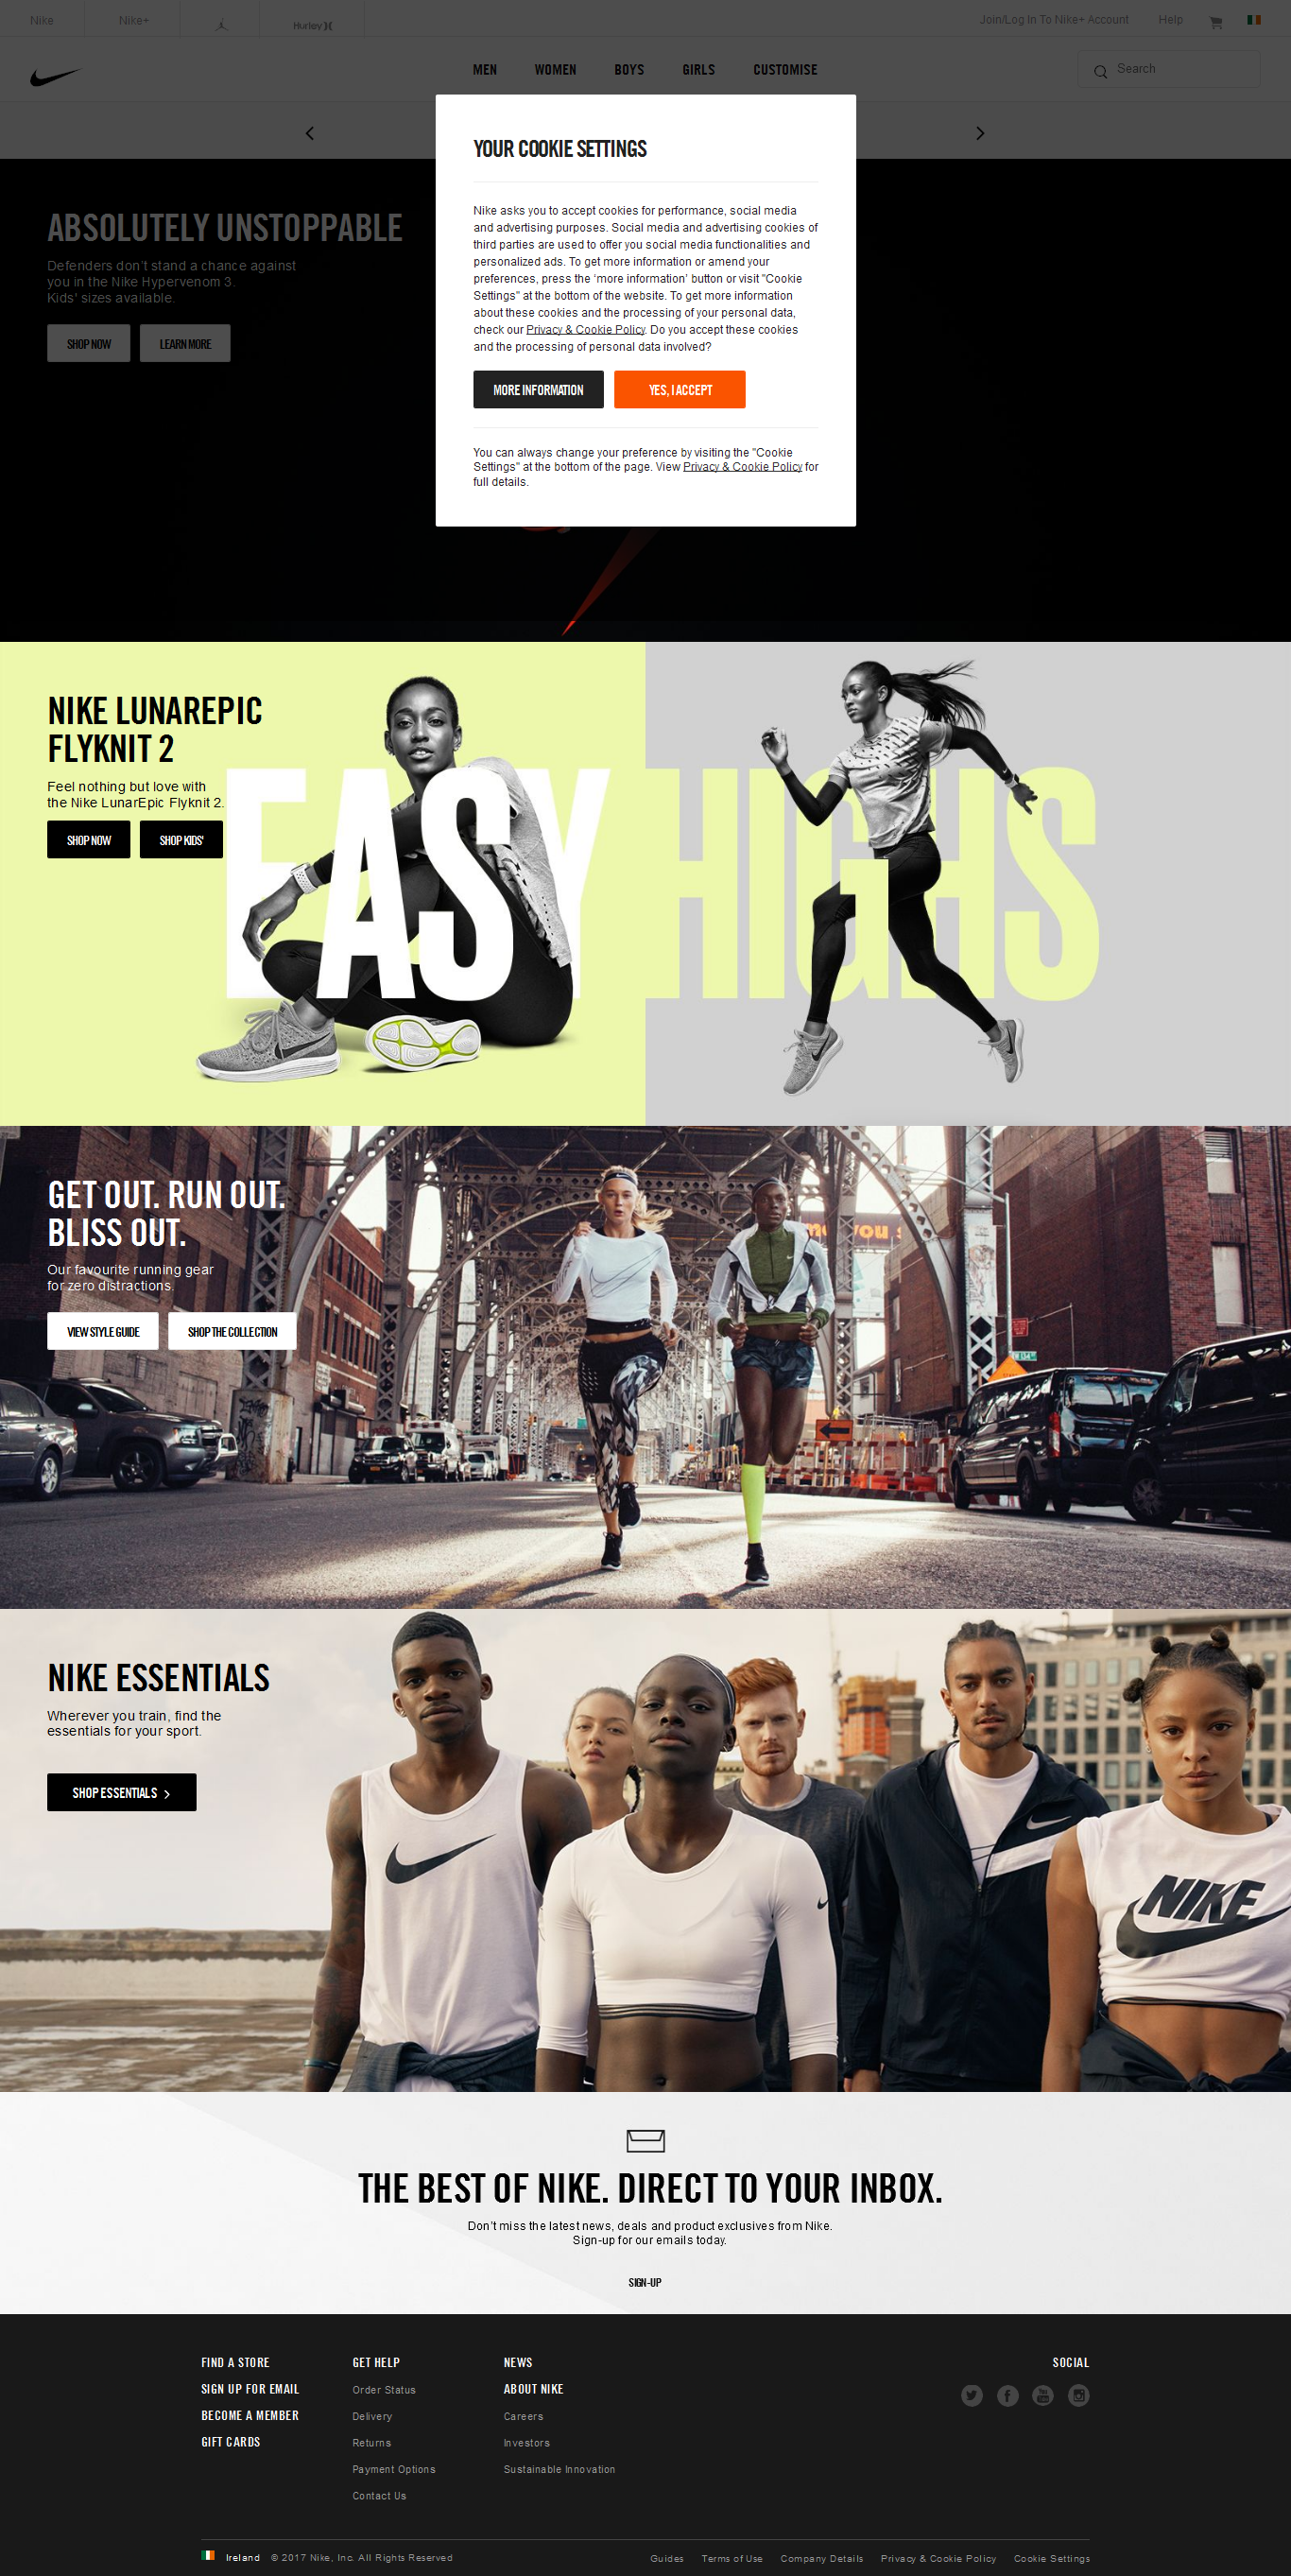 Nike
Nike+
Hurley
Join/Log In To Nike+ Account
Help
MEN
WOMEN
BOYS
GIRLS
CUSTOMISE
Search
YOUR COOKIE SETTINGS
Nike asks you to accept cookies for performance, social media
and advertising purposes. Social media and advertising cookies of
third parties are used to offer you social media functionalities and
personalized ads. To get more information or amend your
preferences, press the ‘more information’ button or visit "Cookie
Settings" at the bottom of the website. To get more information
about these cookies and the processing of your personal data,
check our Privacy & Cookie Policy. Do you accept these cookies
and the processing of personal data involved?
MORE INFORMATION
YES, I ACCEPT
You can always change your preference by visiting the "Cookie
Settings" at the bottom of the page. View Privacy & Cookie Policy for
full details.
ABSOLUTELY UNSTOPPABLE
Defenders don’t stand a chance against
you in the Nike Hypervenom 3.
Kids' sizes available.
SHOP NOW
LEARN MORE
NIKE LUNAREPIC
FLYKNIT 2
Feel nothing but love with
the Nike LunarEpic Flyknit 2.
SHOP NOW
SHOP KIDS'
EASY HIGHS
GET OUT. RUN OUT.
BLISS OUT.
Our favourite running gear
for zero distractions.
VIEW STYLE GUIDE
SHOP THE COLLECTION
NIKE ESSENTIALS
Wherever you train, find the
essentials for your sport.
SHOP ESSENTIALS
NIKE
THE BEST OF NIKE. DIRECT TO YOUR INBOX.
Don't miss the latest news, deals and product exclusives from Nike.
Sign-up for our emails today.
SIGN-UP
FIND A STORE
SIGN UP FOR EMAIL
BECOME A MEMBER
GIFT CARDS
GET HELP
Order Status
Delivery
Returns
Payment Options
Contact Us
NEWS
ABOUT NIKE
Careers
Investors
Sustainable Innovation
SOCIAL
You
Tube
Ireland
© 2017 Nike, Inc. All Rights Reserved
Guides
Terms of Use
Company Details
Privacy & Cookie Policy
Cookie Settings